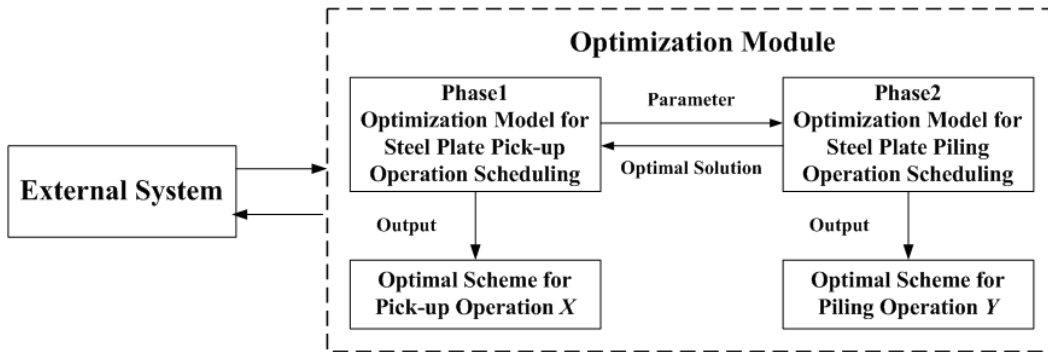 Optimization Module
External System
Phase1
Optimization Model for
Steel Plate Pick-up
Operation Scheduling
Parameter
Optimal Solution
Phase2
Optimization Model for
Steel Plate Piling
Operation Scheduling
Output
Output
Optimal Scheme for
Pick-up Operation X
Optimal Scheme for
Piling Operation Y